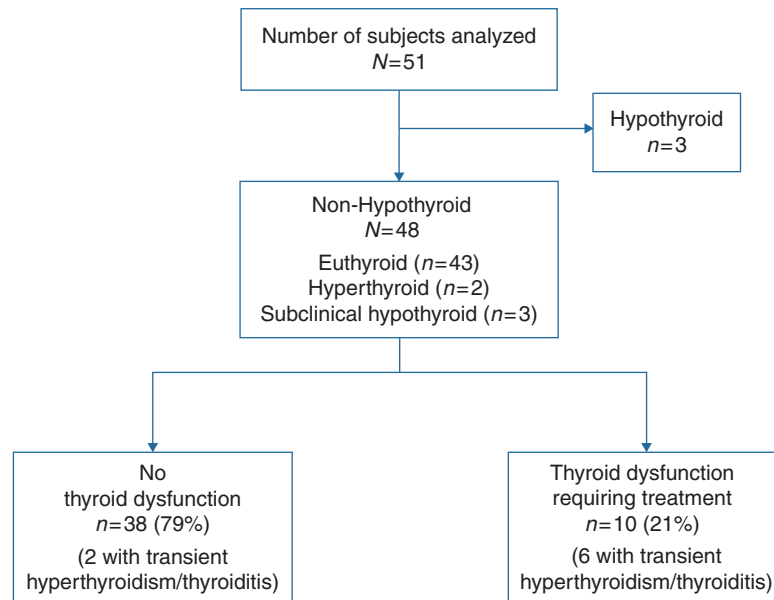 Number of subjects analyzed
N=51
Hypothyroid
n=3
Non-Hypothyroid
N=48
Euthyroid (n=43)
Hyperthyroid (n=2)
Subclinical hypothyroid (n=3)
No
thyroid dysfunction
n=38 (79%)
(2 with transient
hyperthyroidism/thyroiditis)
Thyroid dysfunction
requiring treatment
n=10 (21%)
(6 with transient
hyperthyroidism/thyroiditis)